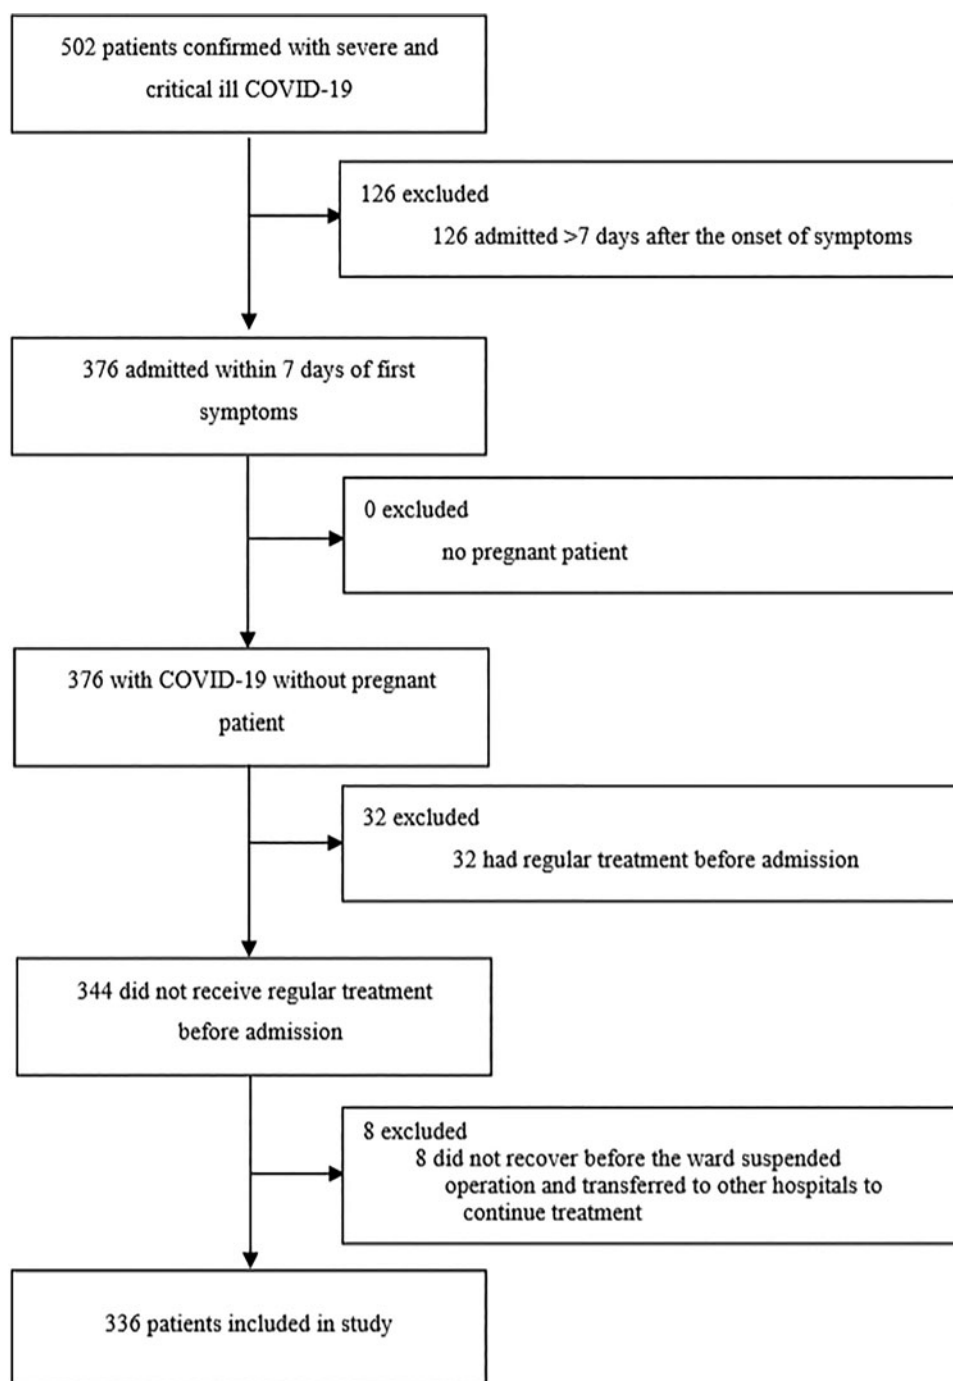 502 patients confirmed with severe and
critical ill COVID-19
126 excluded
126 admitted >7 days after the onset of symptoms
376 admitted within 7 days of first
symptoms
0 excluded
no pregnant patient
376 with COVID-19 without pregnant
patient
32 excluded
32 had regular treatment before admission
344 did not receive regular treatment
before admission
8 excluded
8 did not recover before the ward suspended
operation and transferred to other hospitals to
continue treatment
336 patients included in study